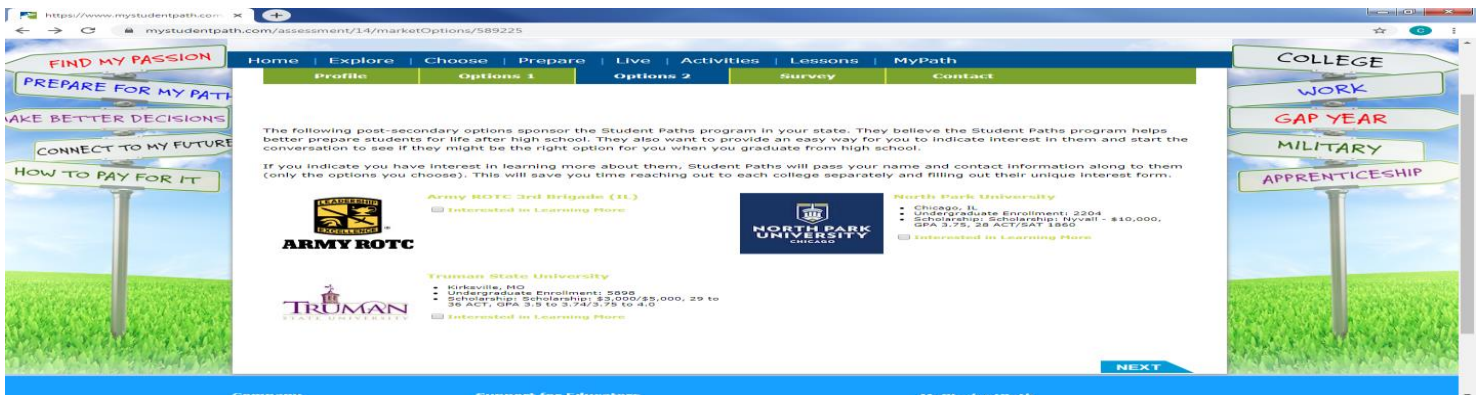 https://www.mystudentpath.com
mystudentpath.com/assessment/14/marketOptions/589225
FIND MY PASSION
PREPARE FOR MY PATH
AKE BETTER DECISIONS
CONNECT TO MY FUTURE
HOW TO PAY FOR IT
Home | Explore | Choose | Prepare | Live | Activities | Lessons | MyPath
Profile Options 1 Options 2 Survey Contact
The following post-secondary options sponsor the Student Paths program in your state. They believe the Student Paths program helps
better prepare students for life after high school. They also want to provide an easy way for you to indicate interest in them and start the
conversation to see if they might be the right option for you when you graduate from high school.
If you indicate you have interest in learning more about them, Student Paths will pass your name and contact information along to them
(only the options you choose). This will save you time reaching out to each college separately and filling out their unique interest form.
LEADERSHIP
EXCELLENCE
ARMY ROTC
Army ROTC 3rd Brigade (IL)
Interested in Learning More
NORTH PARK
UNIVERSITY
CHICAGO
North Park University
• Chicago, IL
• Undergraduate Enrollment: 2204
• Scholarship: Scholarship: Nyvall - $10,000,
GPA 3.75, 28 ACT/SAT 1860
Interested in Learning More
TRUMAN
STATE UNIVERSITY
Truman State University
• Kirksville, MO
• Undergraduate Enrollment: 5898
• Scholarship: Scholarship: $3,000/$5,000, 29 to
36 ACT, GPA 3.5 to 3.74/3.75 to 4.0
Interested in Learning More
NEXT
COLLEGE
WORK
GAP YEAR
MILITARY
APPRENTICESHIP
Company Support for Educators